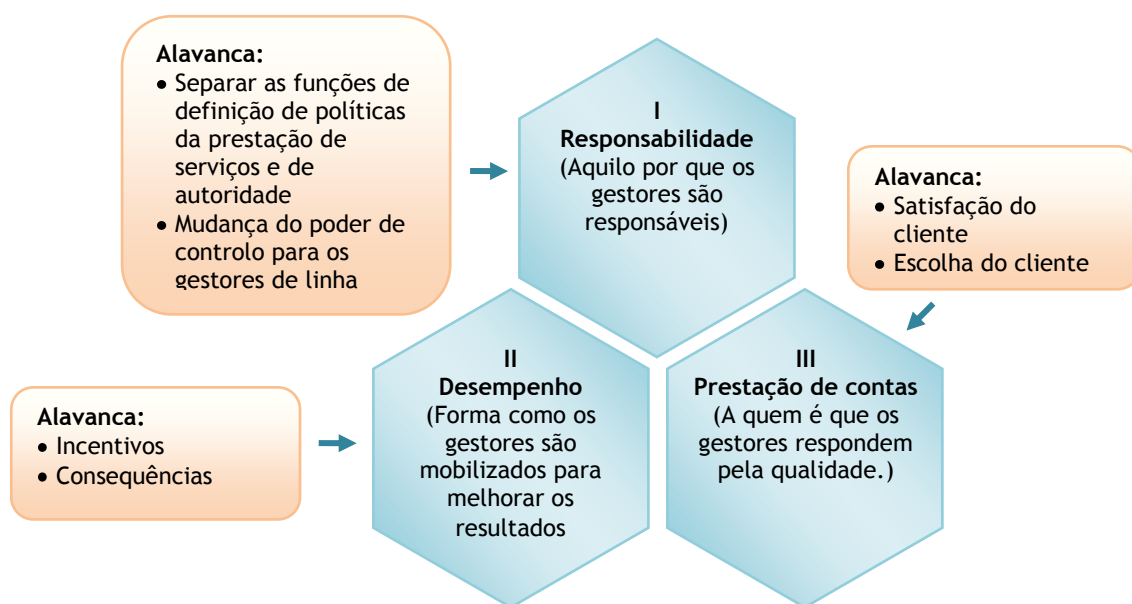 Alavanca:
• Separar as funções de
definição de políticas
da prestação de
serviços e de
autoridade
• Mudança do poder de
controlo para os
gestores de linha
I
Responsabilidade
(Aquilo por que os
gestores são
responsáveis)
Alavanca:
• Satisfação do
cliente
• Escolha do cliente
Alavanca:
• Incentivos
• Consequências
II
Desempenho
(Forma como os
gestores são
mobilizados para
melhorar os
resultados
III
Prestação de contas
(A quem é que os
gestores respondem
pela qualidade.)